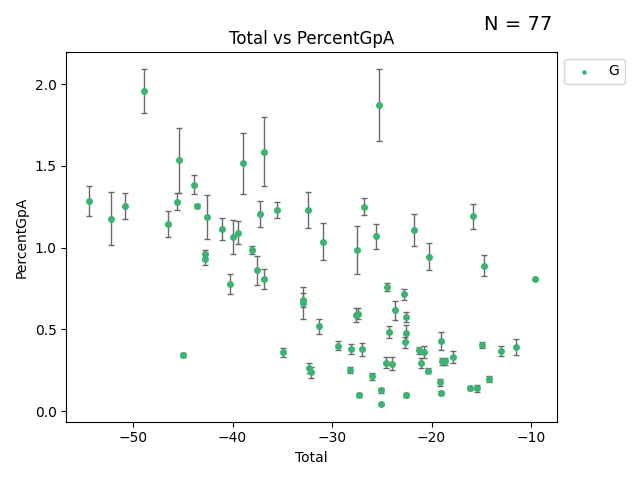 N = 77
Total vs PercentGpA
G
PercentGpA
2.0
1.5
1.0
0.5
0.0
−50 −40 −30 −20 −10
Total